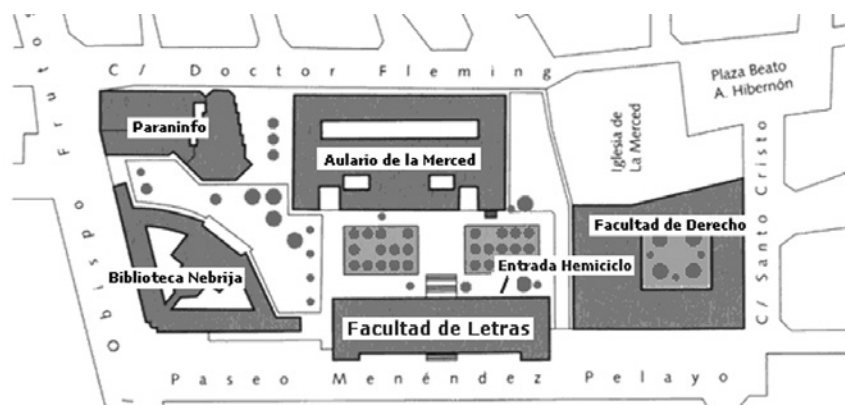 C/ Doctor Fleming
Plaza Beato
A. Hibernón
Obispo Frutos
Paraninfo
Aulario de la Merced
Iglesia de
La Merced
C/ Santo Cristo
Facultad de Derecho
Biblioteca Nebrija
Entrada Hemiciclo
Facultad de Letras
Paseo Menéndez Pelayo